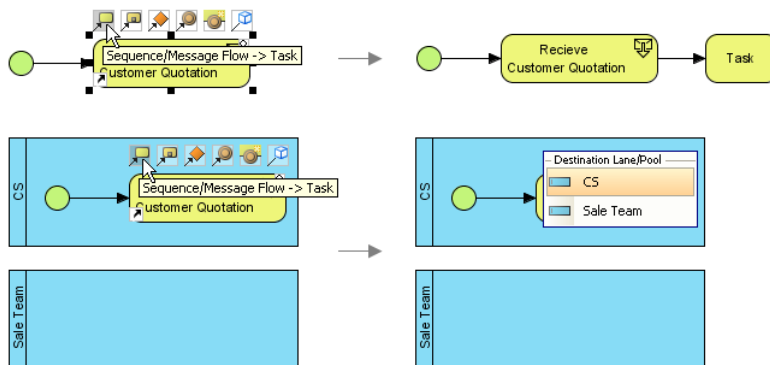 Sequence/Message Flow -> Task
Customer Quotation
Recieve
Customer Quotation
Task
CS
Sequence/Message Flow -> Task
Customer Quotation
CS
Destination Lane/Pool
CS
Sale Team
Sale Team
Sale Team